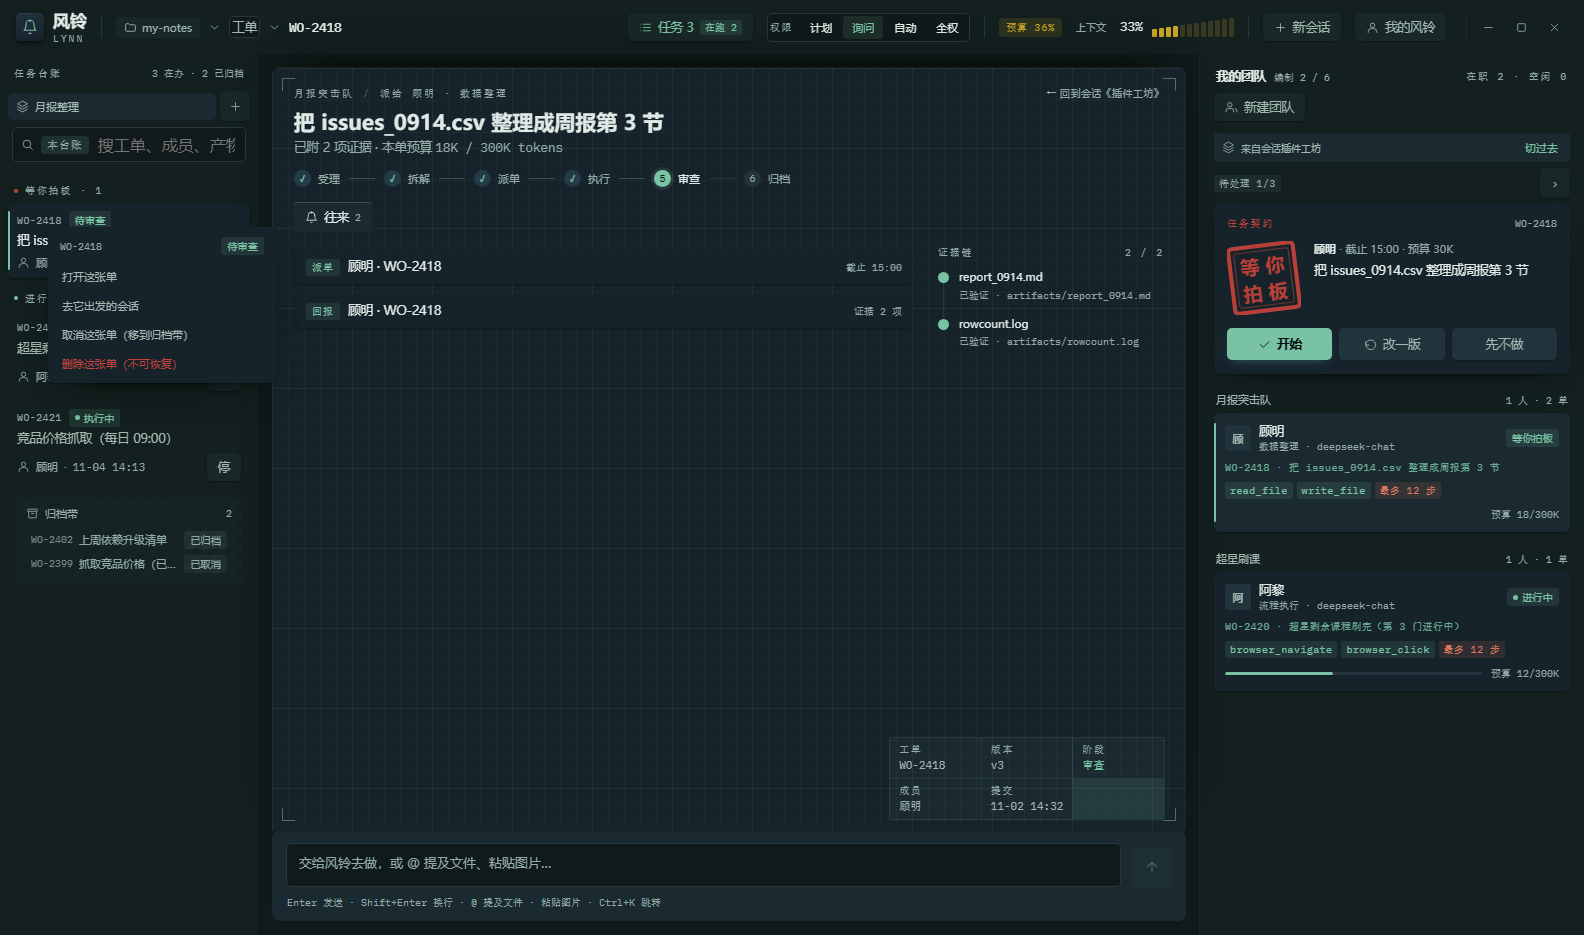 风铃
LYNN
my-notes
工单
WO-2418
任务 3 在跑 2
权限 计划 询问 自动 全权
预算 36%
上下文 33%
新会话
我的风铃
任务台账
3 在办 · 2 已归档
月报整理
本台账 搜工单、成员、产物
等你拍板 · 1
WO-2418 待审查
把 iss
顾
WO-2418 待审查
打开这张单
去它出发的会话
取消这张单（移到归档带）
删除这张单（不可恢复）
进行
WO-24
超星剩
阿
WO-2421 执行中
竞品价格抓取（每日 09:00）
顾明 · 11-04 14:13 停
归档带 2
WO-2402 上周依赖升级清单 已归档
WO-2399 抓取竞品价格（已… 已取消
月报突击队 / 派给 顾明 · 数据整理
←回到会话《插件工坊》
把 issues_0914.csv 整理成周报第 3 节
已附 2 项证据 · 本单预算 18K / 300K tokens
受理 拆解 派单 执行 5 审查 6 归档
往来 2
派单 顾明 · WO-2418 截止 15:00
回报 顾明 · WO-2418 证据 2 项
证据链 2 / 2
report_0914.md
已验证 · artifacts/report_0914.md
rowcount.log
已验证 · artifacts/rowcount.log
工单 版本 阶段
WO-2418 v3 审查
成员 提交
顾明 11-02 14:32
交给风铃去做，或 @ 提及文件、粘贴图片…
Enter 发送 · Shift+Enter 换行 · @ 提及文件 · 粘贴图片 · Ctrl+K 跳转
我的团队 编制 2 / 6
在职 2 · 空闲 0
新建团队
来自会话插件工坊 切过去
待处理 1/3
任务契约 WO-2418
等你拍板
顾明 · 截止 15:00 · 预算 30K
把 issues_0914.csv 整理成周报第 3 节
开始 改一版 先不做
月报突击队 1 人 · 2 单
顾 顾明 等你拍板
数据整理 · deepseek-chat
WO-2418 · 把 issues_0914.csv 整理成周报第 3 节
read_file write_file 最多 12 步
预算 18/300K
超星刷课 1 人 · 1 单
阿 阿黎 进行中
流程执行 · deepseek-chat
WO-2420 · 超星剩余课程刷完（第 3 门进行中）
browser_navigate browser_click 最多 12 步
预算 12/300K